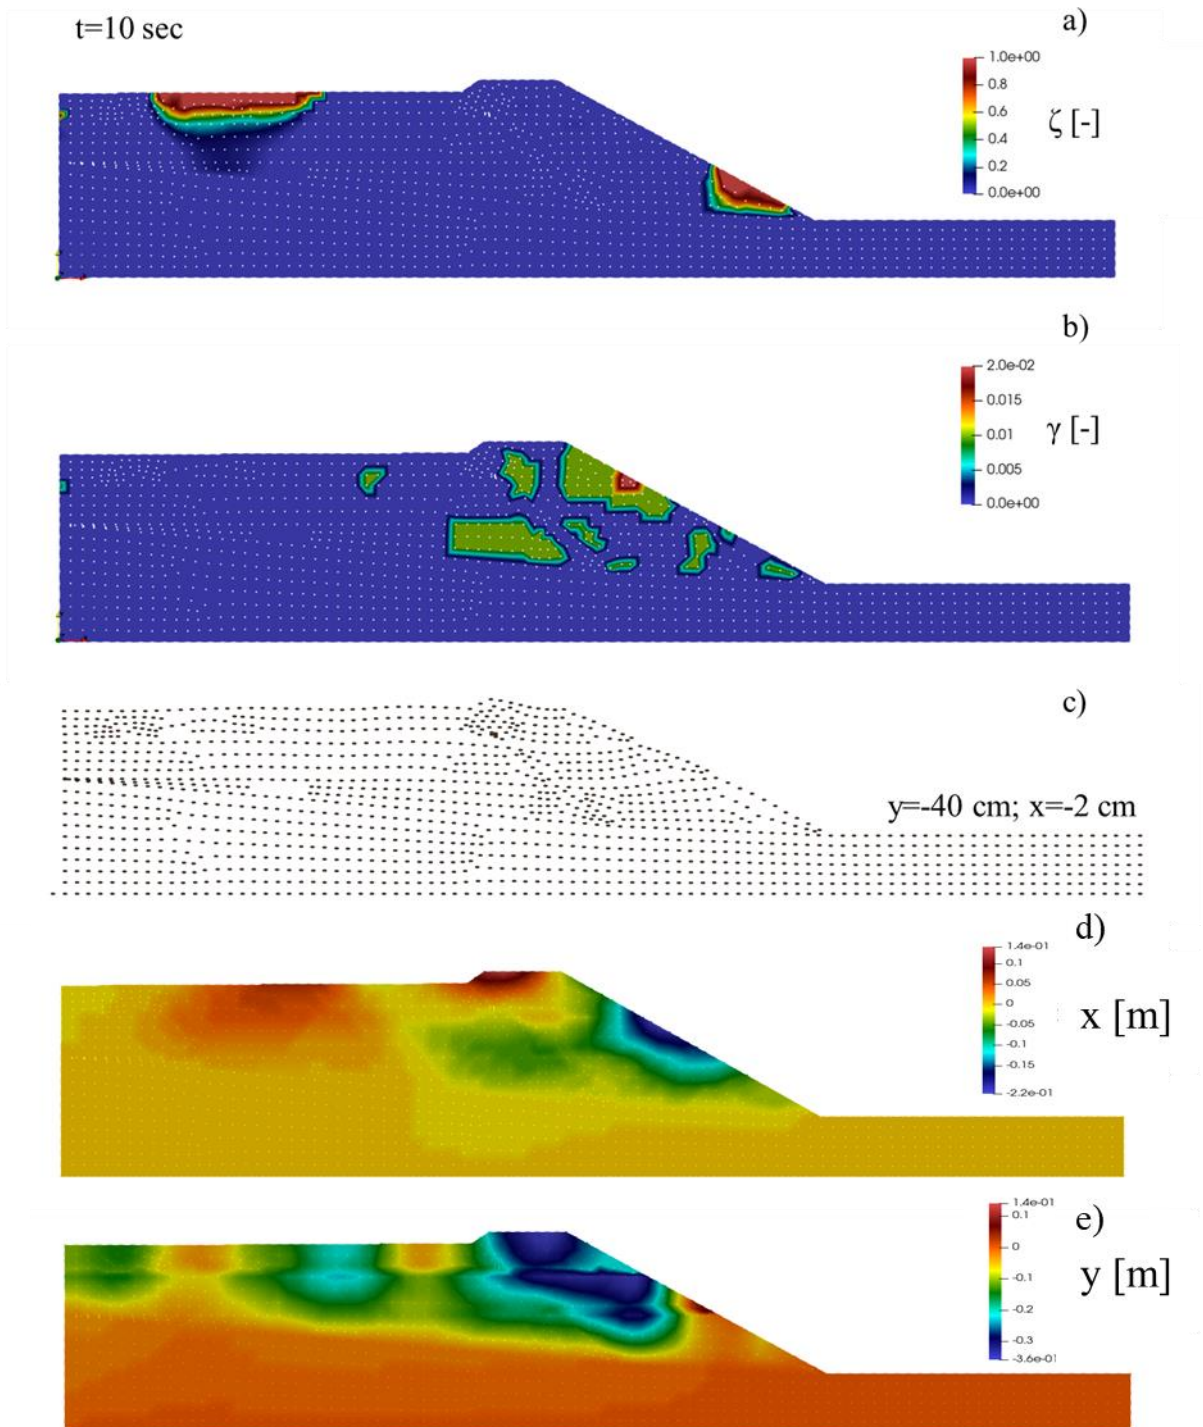 t=10 sec
a)
1.0e+00
0.8
0.6
0.4
0.2
0.0e+00
ζ [-]
b)
2.0e-02
0.015
0.01
0.005
0.0e+00
γ [-]
c)
y=-40 cm; x=-2 cm
d)
1.4e-01
0.1
0.05
0
-0.05
-0.1
-0.15
-2.2e-01
x [m]
e)
1.4e-01
0.1
0
-0.1
-0.2
-0.3
-3.6e-01
y [m]